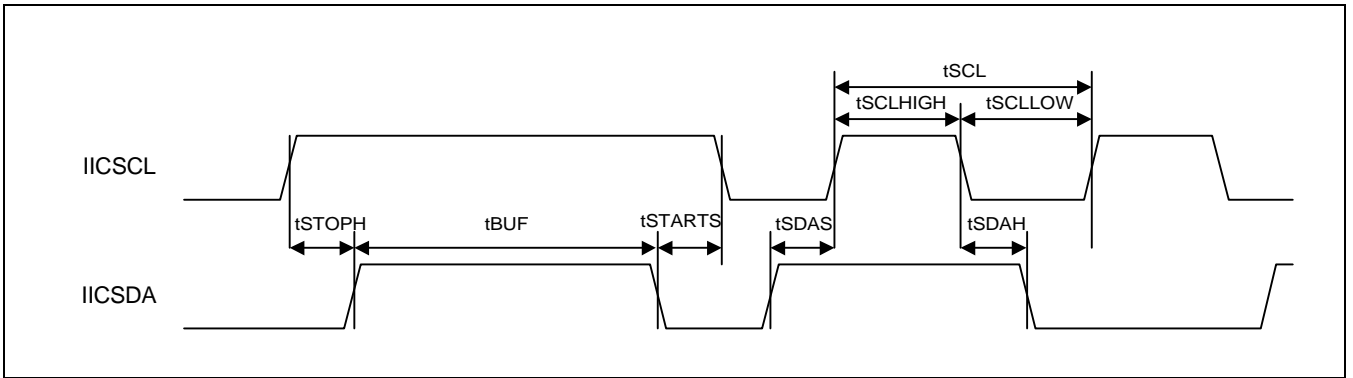 tSCL
tSCLHIGH
tSCLLOW
IICSCL
tSTOPH
tBUF
tSTARTS
tSDAS
tSDAH
IICSDA